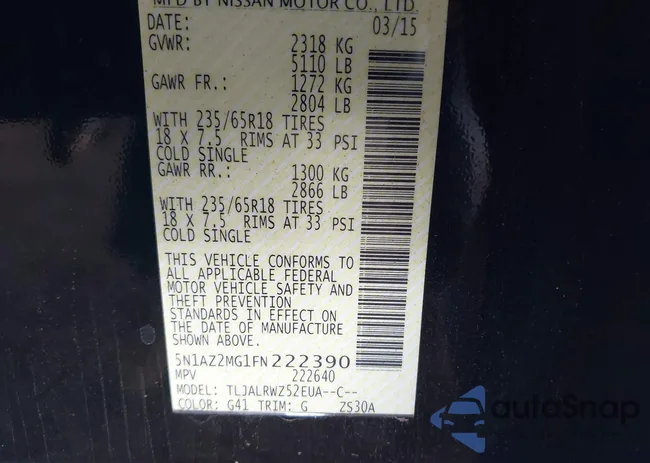 MFD BY NISSAN MOTOR CO., LTD.
DATE: 03/15
GVWR: 2318 KG
5110 LB
GAWR FR.: 1272 KG
2804 LB
WITH 235/65R18 TIRES
18 X 7.5 RIMS AT 33 PSI
COLD SINGLE
GAWR RR.: 1300 KG
2866 LB
WITH 235/65R18 TIRES
18 X 7.5 RIMS AT 33 PSI
COLD SINGLE
THIS VEHICLE CONFORMS TO
ALL APPLICABLE FEDERAL
MOTOR VEHICLE SAFETY AND
THEFT PREVENTION
STANDARDS IN EFFECT ON
THE DATE OF MANUFACTURE
SHOWN ABOVE.
5N1AZ2MG1FN222390
MPV 222640
MODEL: TLJALRWZ52EUA--C--
COLOR: G41 TRIM: G ZS30A
autoSnap